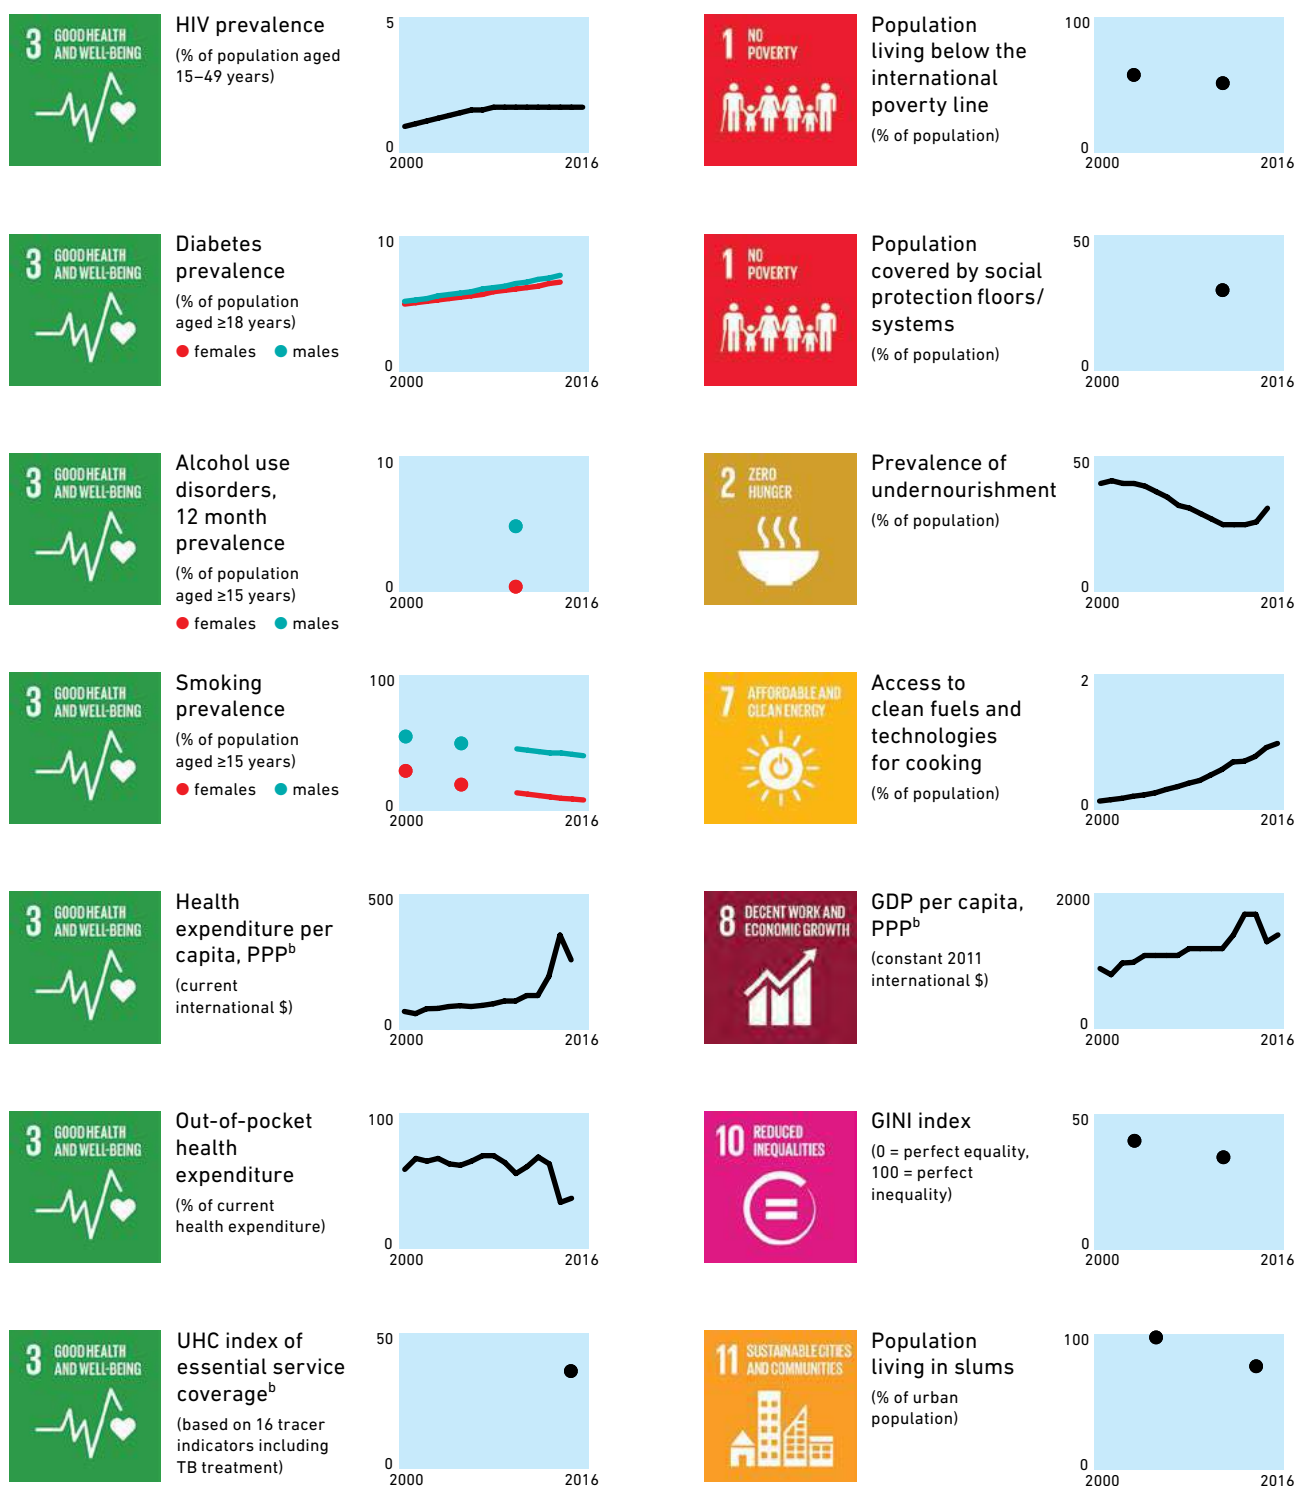 3 GOOD HEALTH
AND WELL-BEING
HIV prevalence
(% of population aged
15–49 years)
5
0
2000 2016
1 NO
POVERTY
Population
living below the
international
poverty line
(% of population)
100
0
2000 2016
3 GOOD HEALTH
AND WELL-BEING
Diabetes
prevalence
(% of population
aged ≥18 years)
females males
10
0
2000 2016
1 NO
POVERTY
Population
covered by social
protection floors/
systems
(% of population)
50
0
2000 2016
3 GOOD HEALTH
AND WELL-BEING
Alcohol use
disorders,
12 month
prevalence
(% of population
aged ≥15 years)
females males
10
0
2000 2016
2 ZERO
HUNGER
Prevalence of
undernourishment
(% of population)
50
0
2000 2016
3 GOOD HEALTH
AND WELL-BEING
Smoking
prevalence
(% of population
aged ≥15 years)
females males
100
0
2000 2016
7 AFFORDABLE AND
CLEAN ENERGY
Access to
clean fuels and
technologies
for cooking
(% of population)
2
0
2000 2016
3 GOOD HEALTH
AND WELL-BEING
Health
expenditure per
capita, PPPᵇ
(current
international $)
500
0
2000 2016
8 DECENT WORK AND
ECONOMIC GROWTH
GDP per capita,
PPPᵇ
(constant 2011
international $)
2000
0
2000 2016
3 GOOD HEALTH
AND WELL-BEING
Out-of-pocket
health
expenditure
(% of current
health expenditure)
100
0
2000 2016
10 REDUCED
INEQUALITIES
GINI index
(0 = perfect equality,
100 = perfect
inequality)
50
0
2000 2016
3 GOOD HEALTH
AND WELL-BEING
UHC index of
essential service
coverageᵇ
(based on 16 tracer
indicators including
TB treatment)
50
0
2000 2016
11 SUSTAINABLE CITIES
AND COMMUNITIES
Population
living in slums
(% of urban
population)
100
0
2000 2016